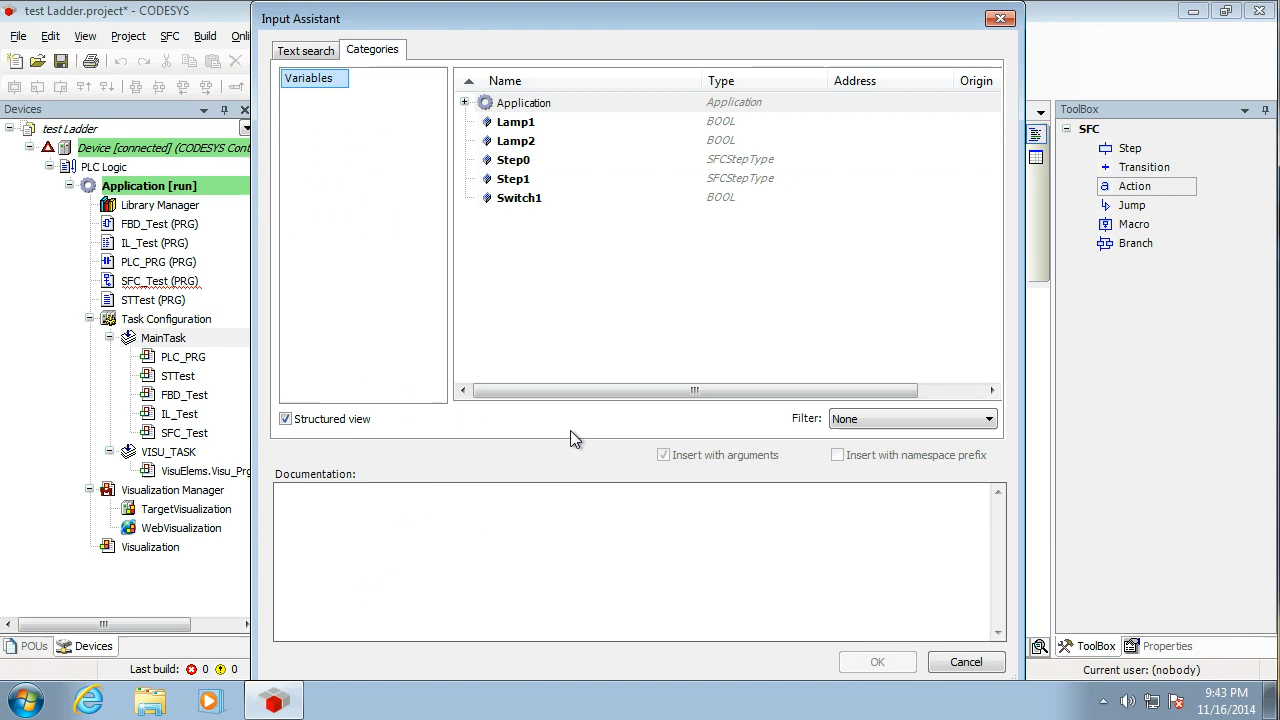 test Ladder.project* - CODESYS
File Edit View Project SFC Build Onli
Devices
test Ladder
Device [connected] (CODESYS Cont
PLC Logic
Application [run]
Library Manager
FBD_Test (PRG)
IL_Test (PRG)
PLC_PRG (PRG)
SFC_Test (PRG)
STTest (PRG)
Task Configuration
MainTask
PLC_PRG
STTest
FBD_Test
IL_Test
SFC_Test
VISU_TASK
VisuElems.Visu_Prg
Visualization Manager
TargetVisualization
WebVisualization
Visualization
POUs Devices
Last build: 0 0
Input Assistant
Text search Categories
Variables
Name Type Address Origin
Application Application
Lamp1 BOOL
Lamp2 BOOL
Step0 SFCStepType
Step1 SFCStepType
Switch1 BOOL
Structured view
Filter: None
Insert with arguments Insert with namespace prefix
Documentation:
OK Cancel
ToolBox
SFC
Step
Transition
Action
Jump
Macro
Branch
ToolBox Properties
Current user: (nobody)
9:43 PM
11/16/2014